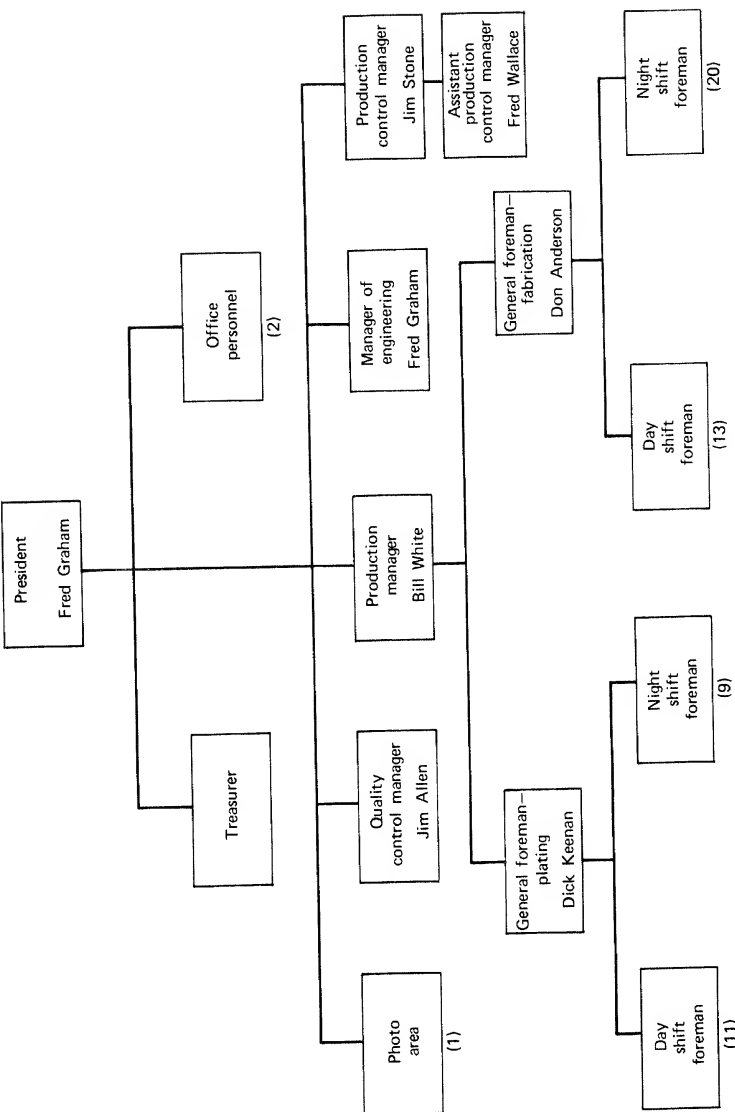 President
Fred Graham
Treasurer
Office
personnel
(2)
Photo
area
(1)
Quality
control manager
Jim Allen
Production
manager
Bill White
Manager of
engineering
Fred Graham
Production
control manager
Jim Stone
Assistant
production
control manager
Fred Wallace
General foreman—
plating
Dick Keenan
General foreman—
fabrication
Don Anderson
Day
shift
foreman
(11)
Night
shift
foreman
(9)
Day
shift
foreman
(13)
Night
shift
foreman
(20)